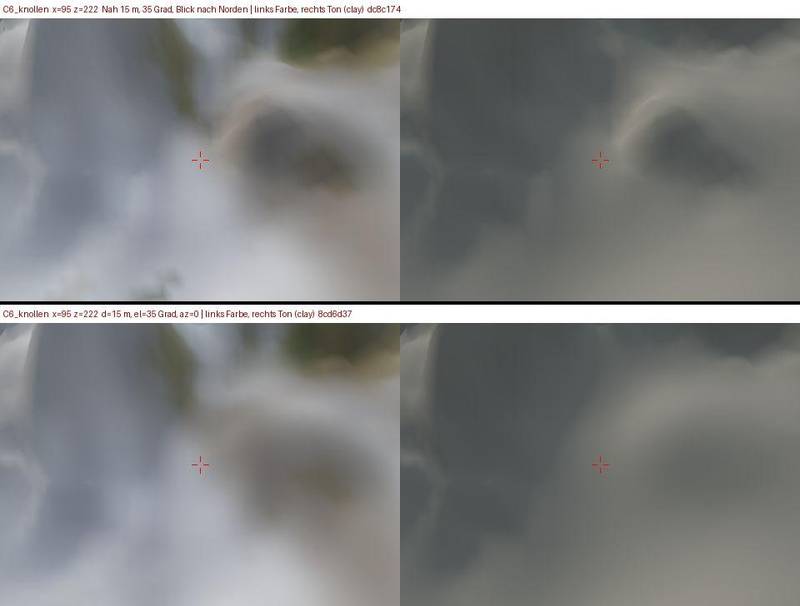 C6_knollen x=95 z=222 Nah 15 m, 35 Grad, Blick nach Norden | links Farbe, rechts Ton (clay) dc8c174
C6_knollen x=95 z=222 d=15 m, el=35 Grad, az=0 | links Farbe, rechts Ton (clay) 8cd6d37